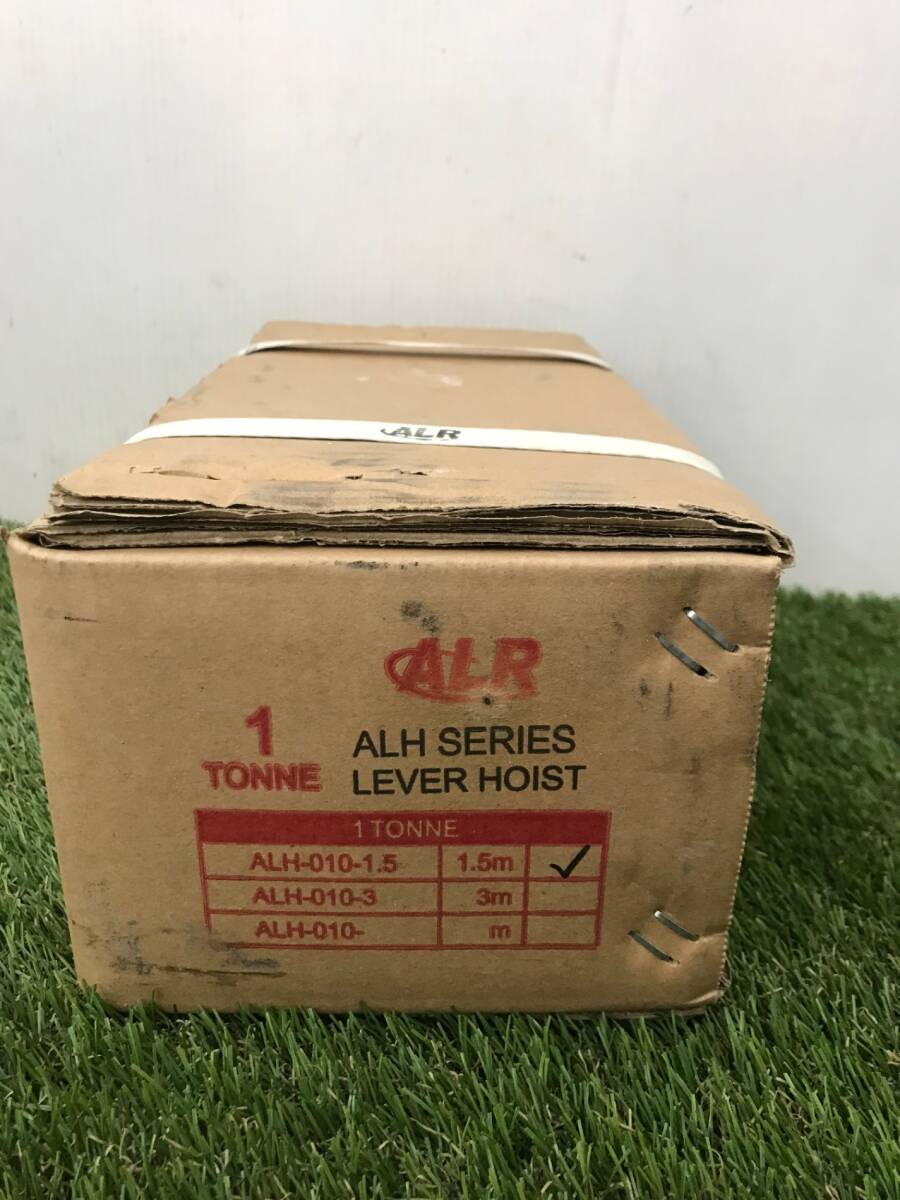 ALR
ALR
1
TONNE
ALH SERIES
LEVER HOIST
1 TONNE
ALH-010-1.5 1.5m ✓
ALH-010-3 3m
ALH-010- m